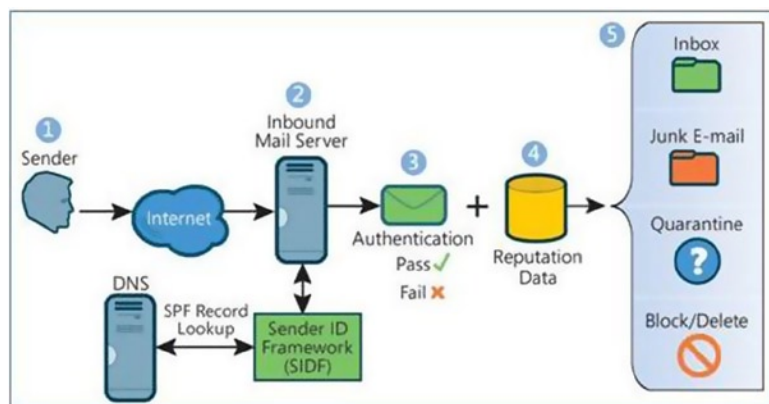 1
Sender
Internet
2
Inbound
Mail Server
DNS
SPF Record
Lookup
Sender ID
Framework
(SIDF)
3
Authentication
Pass ✓
Fail ✗
+
4
Reputation
Data
5
Inbox
Junk E-mail
Quarantine
?
Block/Delete